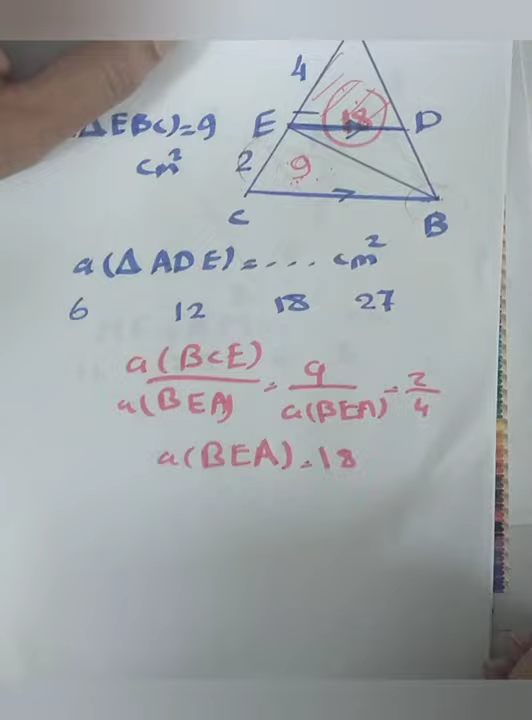 4
ΔEBC)=9
cm²
E
18
D
2
9
C
B
a(Δ ADE)=.... cm²
6 12 18 27
a(BCE)/a(BEA) = 9/a(BEA) = 2/4
a(BEA)=18